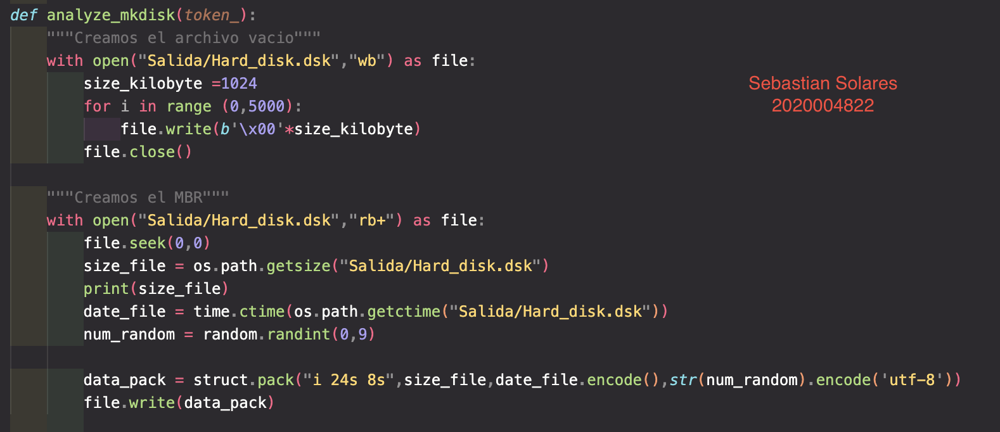 def analyze_mkdisk(token_):
    """Creamos el archivo vacio"""
    with open("Salida/Hard_disk.dsk","wb") as file:
        size_kilobyte =1024
        for i in range (0,5000):
            file.write(b'\x00'*size_kilobyte)
        file.close()
    """Creamos el MBR"""
    with open("Salida/Hard_disk.dsk","rb+") as file:
        file.seek(0,0)
        size_file = os.path.getsize("Salida/Hard_disk.dsk")
        print(size_file)
        date_file = time.ctime(os.path.getctime("Salida/Hard_disk.dsk"))
        num_random = random.randint(0,9)
        data_pack = struct.pack("i 24s 8s",size_file,date_file.encode(),str(num_random).encode('utf-8'))
        file.write(data_pack)
Sebastian Solares
2020004822